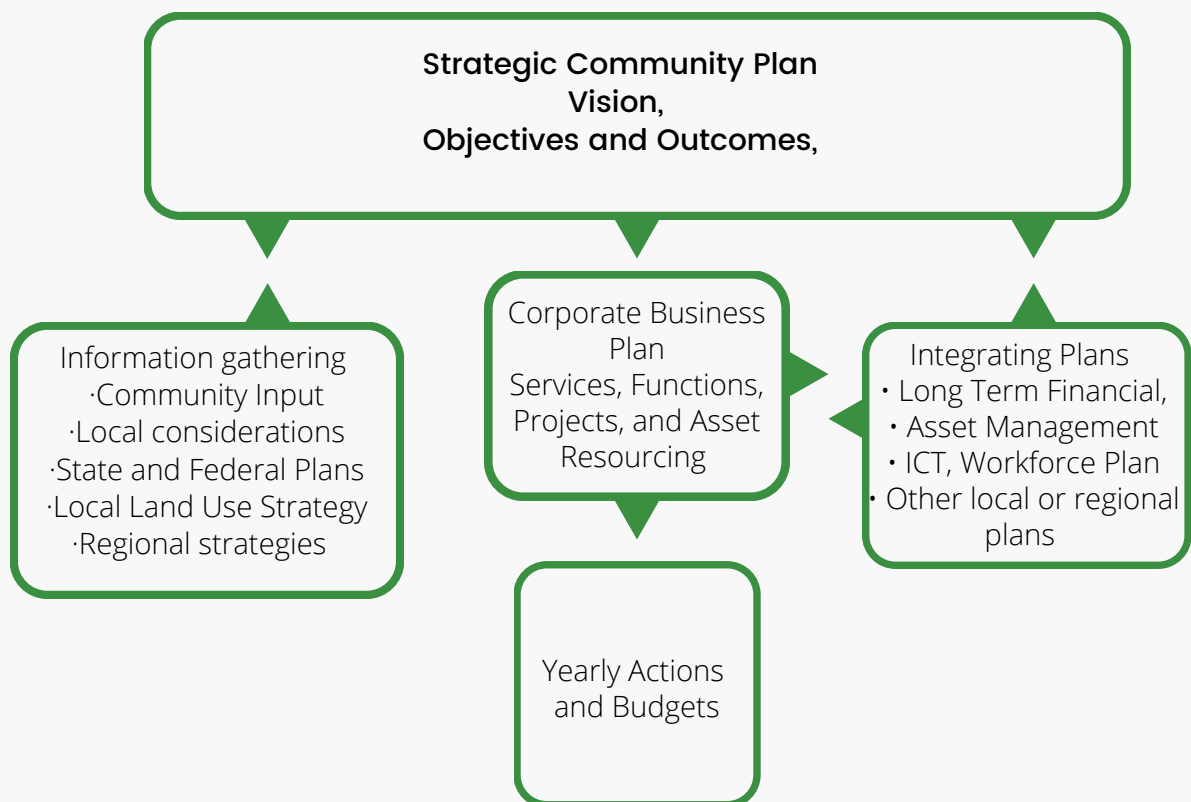 Strategic Community Plan
Vision,
Objectives and Outcomes,
Information gathering
·Community Input
·Local considerations
·State and Federal Plans
·Local Land Use Strategy
·Regional strategies
Corporate Business
Plan
Services, Functions,
Projects, and Asset
Resourcing
Integrating Plans
• Long Term Financial,
• Asset Management
• ICT, Workforce Plan
• Other local or regional
plans
Yearly Actions
and Budgets